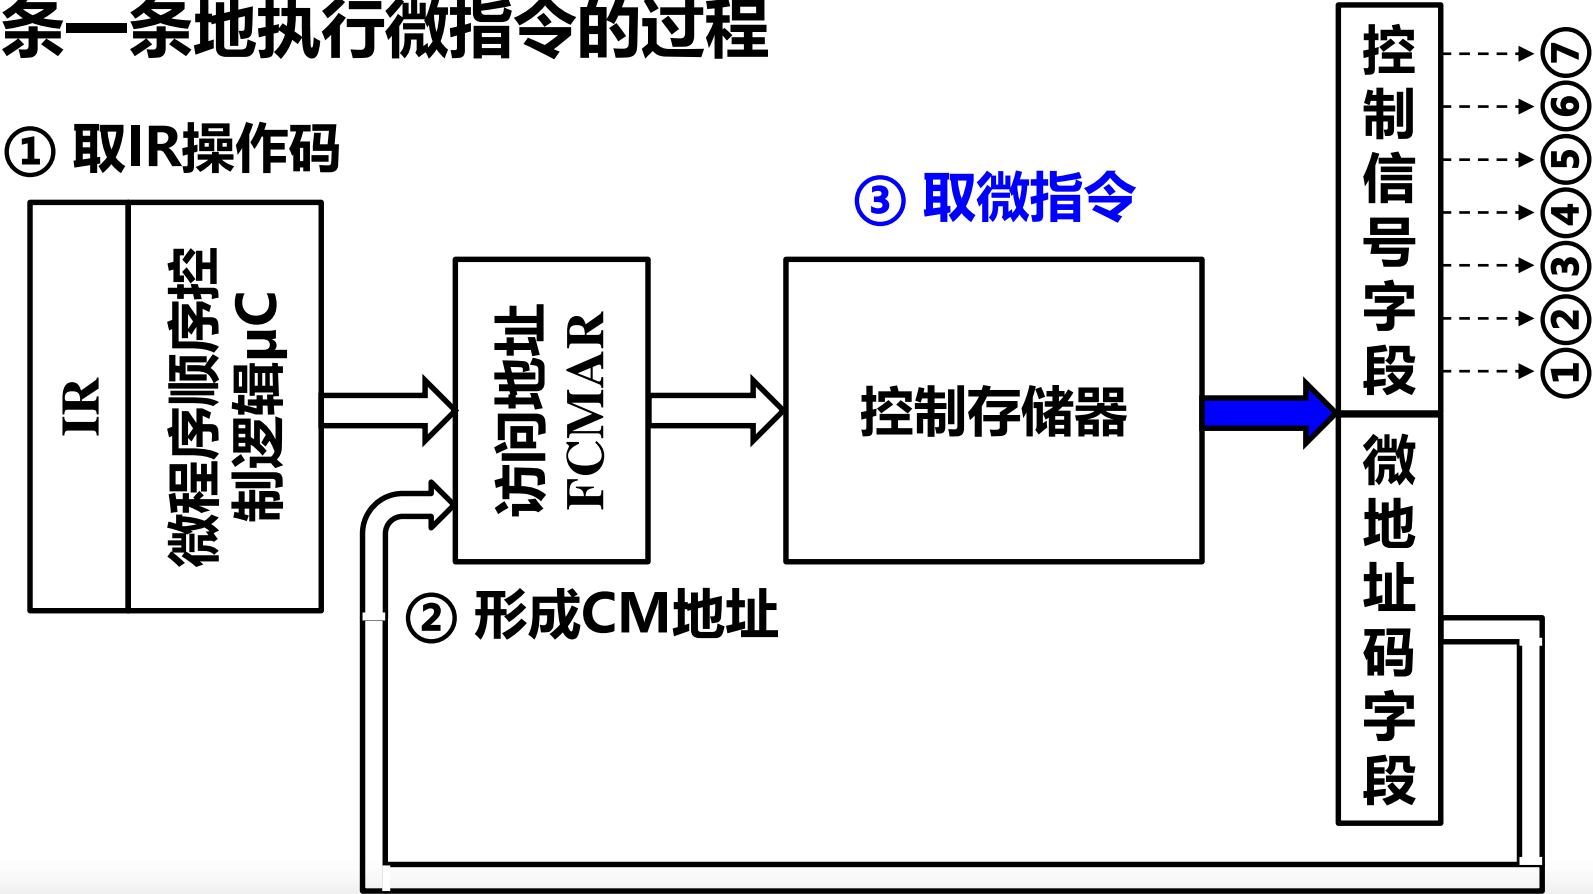 条一条地执行微指令的过程
① 取IR操作码
③ 取微指令
IR
微程序顺序控
制逻辑μC
访问地址
FCMAR
控制存储器
② 形成CM地址
控制信号字段
微地址码字段
⑦
⑥
⑤
④
③
②
①